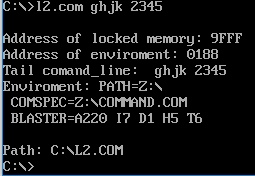 C:\>l2.com ghjk 2345
Address of locked memory: 9FFF
Address of enviroment: 0188
Tail comand_line:  ghjk 2345
Enviroment: PATH=Z:\
 COMSPEC=Z:\COMMAND.COM
 BLASTER=A220 I7 D1 H5 T6
Path: C:\L2.COM
C:\>